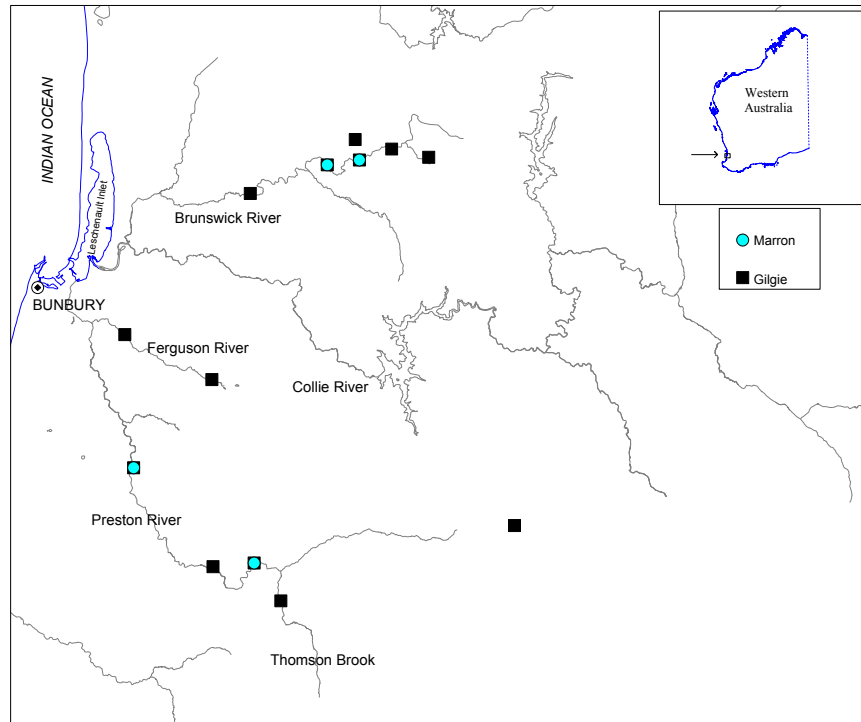 INDIAN OCEAN
Leschenault Inlet
Western
Australia
Brunswick River
Marron
Gilgie
BUNBURY
Ferguson River
Collie River
Preston River
Thomson Brook